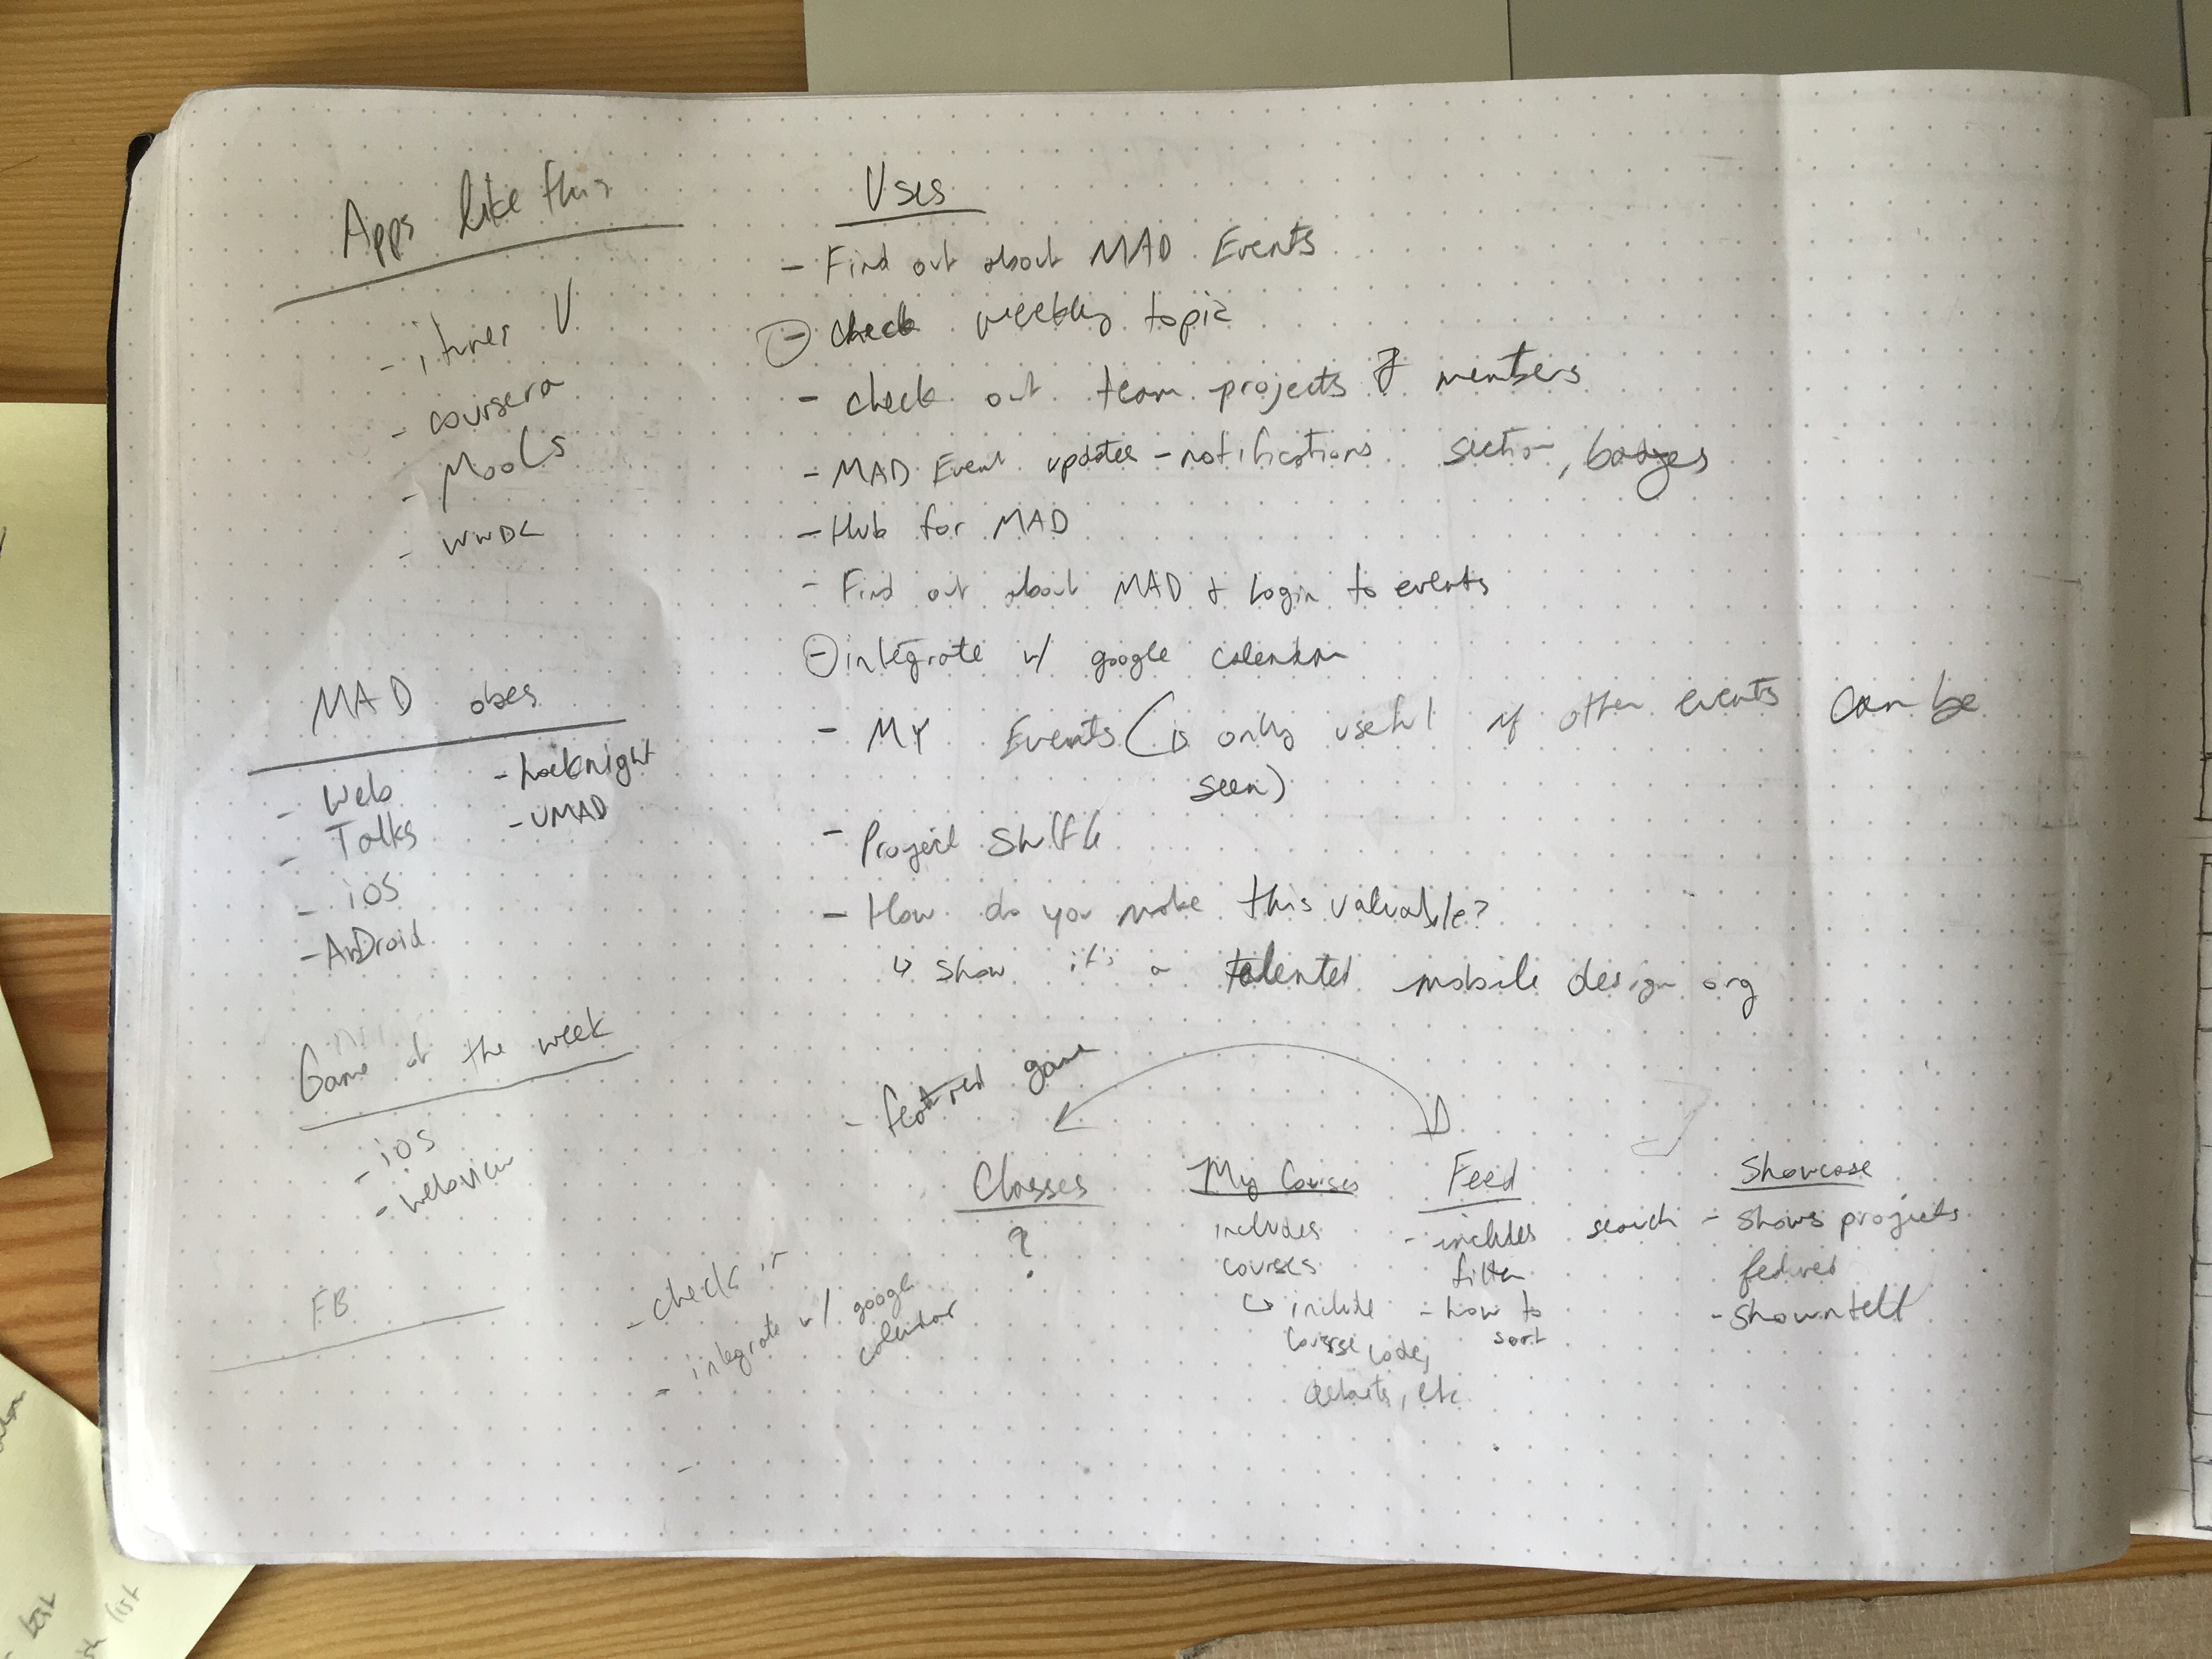 Apps like this
- itunes U
- coursera
- MooCs
- WWDC
MAD does
- Web
- Talks
- iOS
- AnDroid
- hacknight
- UMAD
Game of the week
- iOS
- webview
FB
Uses
- Find out about MAD Events
- check weekly topic
- check out team projects & members
- MAD Event updates - notifications section, badges
- Hub for MAD
- Find out about MAD + Login to events
- integrate w/ google calendar
- MY Events (is only useful if other events can be
seen)
- Project
- How do you make this valuable?
↳ show it's a talented mobile design org
- featured game
- check in
- integrate w/ google
calendar
-
Classes
?
My Courses
includes
courses
↳ include
course code,
etc
Feed
- includes search
filter
- how to
sort
Showcase
- shows projects
- show n tell
list